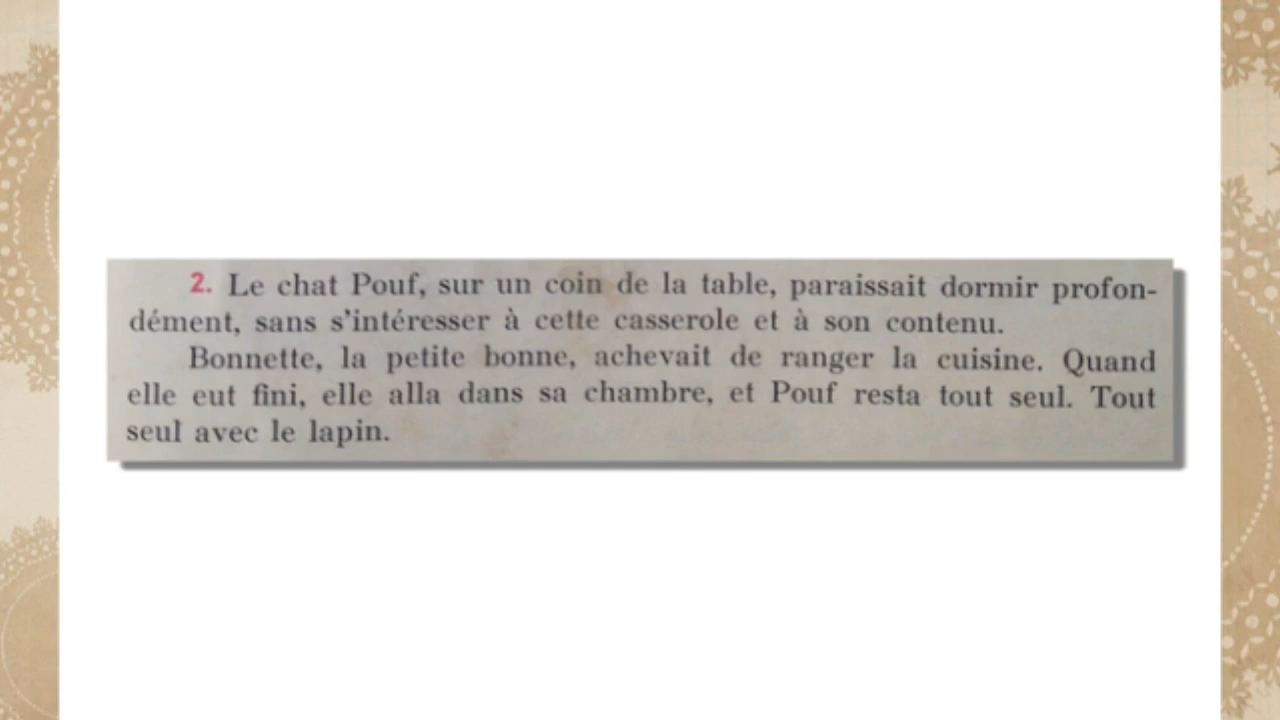 2. Le chat Pouf, sur un coin de la table, paraissait dormir profon-
dément, sans s'intéresser à cette casserole et à son contenu.
Bonnette, la petite bonne, achevait de ranger la cuisine. Quand
elle eut fini, elle alla dans sa chambre, et Pouf resta tout seul. Tout
seul avec le lapin.